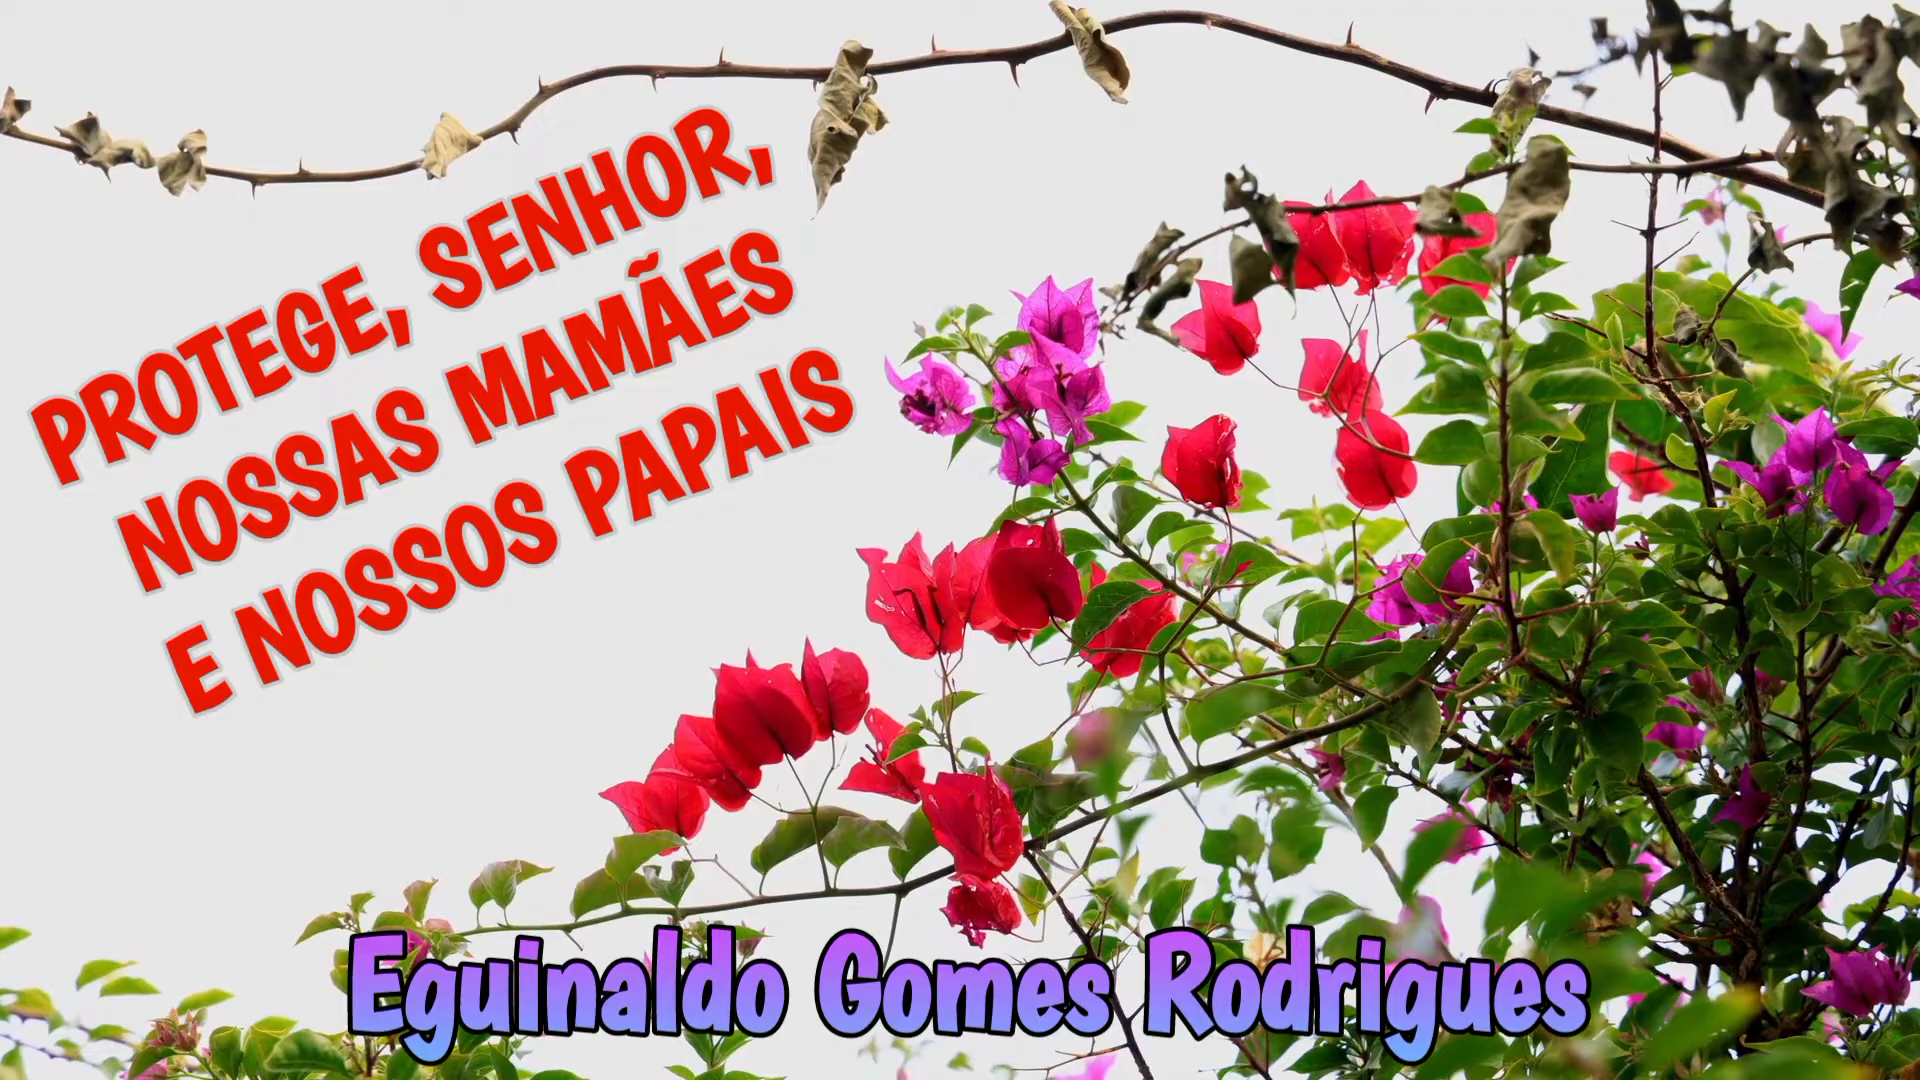 PROTEGE, SENHOR,
NOSSAS MAMÃES
E NOSSOS PAPAIS
Eguinaldo Gomes Rodrigues